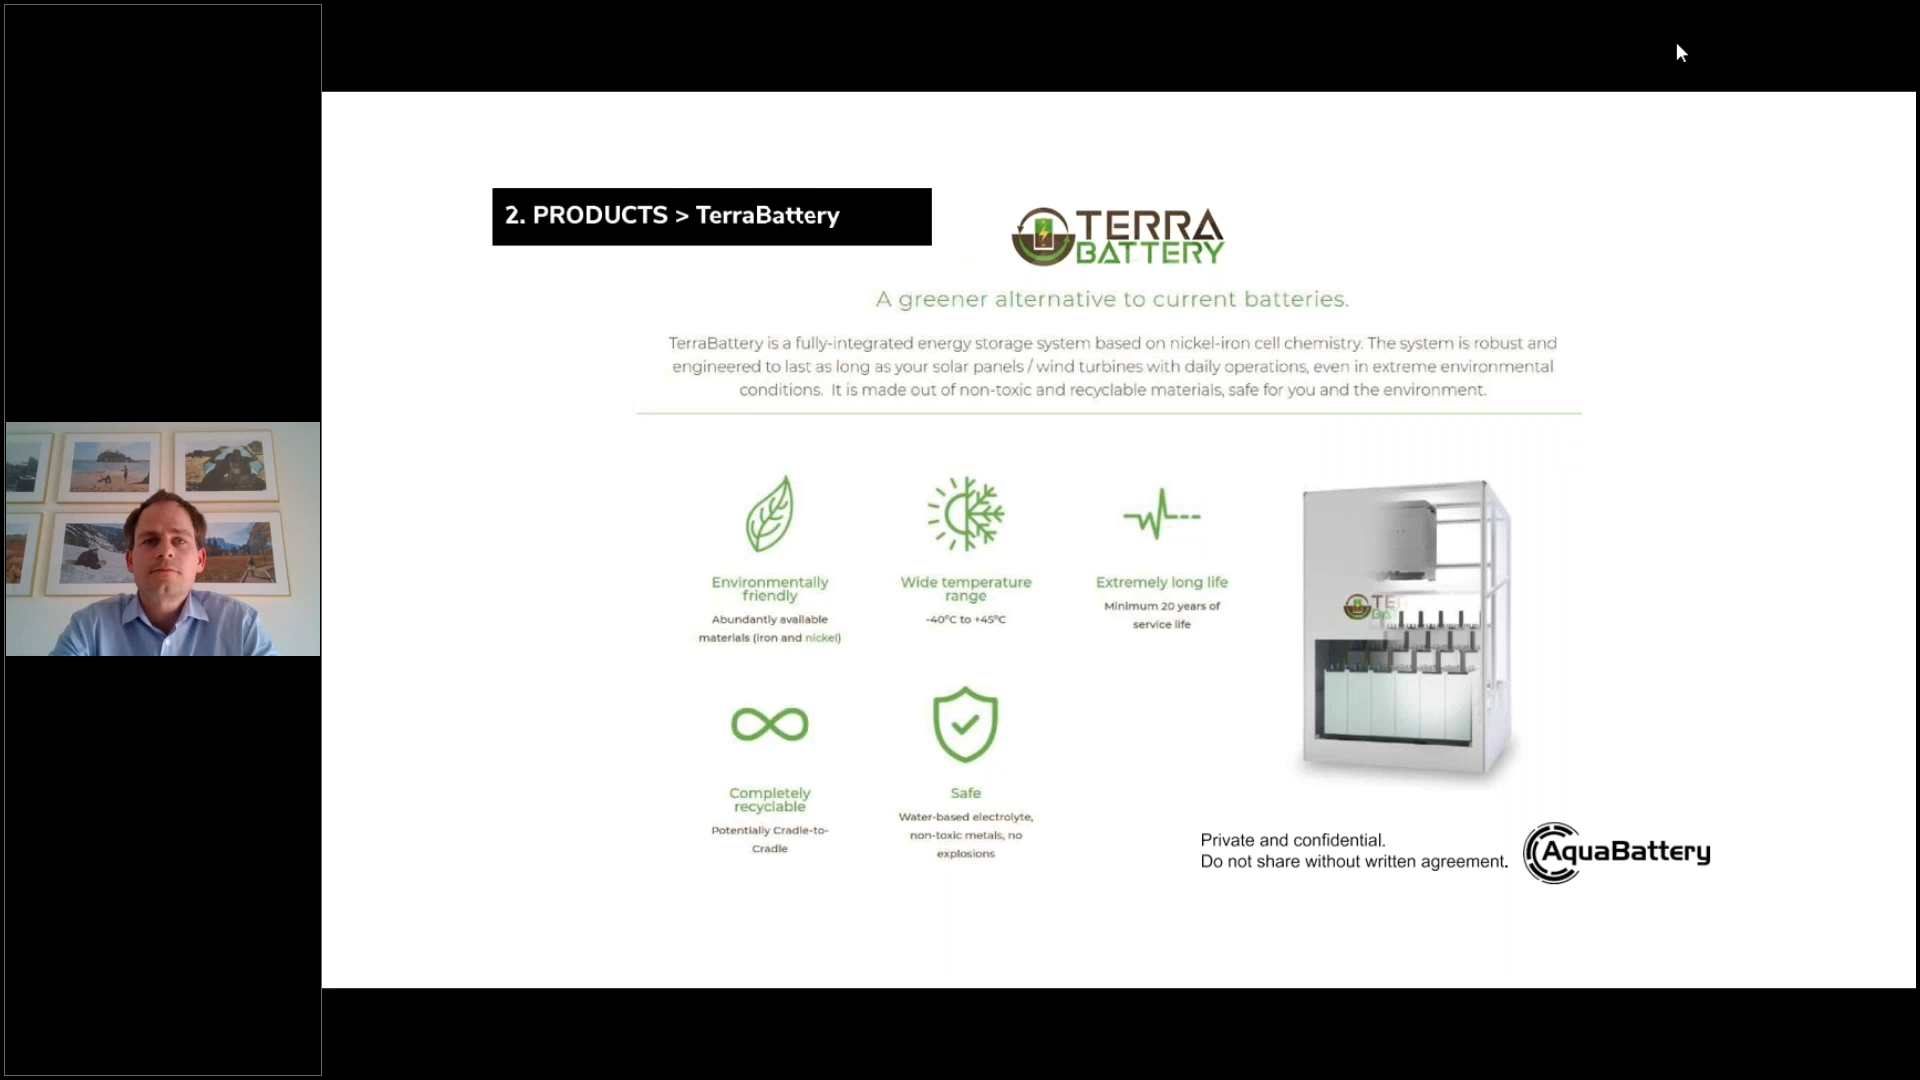 2. PRODUCTS > TerraBattery
TERRA
BATTERY
A greener alternative to current batteries.
TerraBattery is a fully-integrated energy storage system based on nickel-iron cell chemistry. The system is robust and
engineered to last as long as your solar panels / wind turbines with daily operations, even in extreme environmental
conditions. It is made out of non-toxic and recyclable materials, safe for you and the environment.
Environmentally
friendly
Abundantly available
materials (iron and nickel)
Wide temperature
range
-40°C to +45°C
Extremely long life
Minimum 20 years of
service life
TER
BA
Completely
recyclable
Potentially Cradle-to-
Cradle
Safe
Water-based electrolyte,
non-toxic metals, no
explosions
Private and confidential.
Do not share without written agreement.
AquaBattery